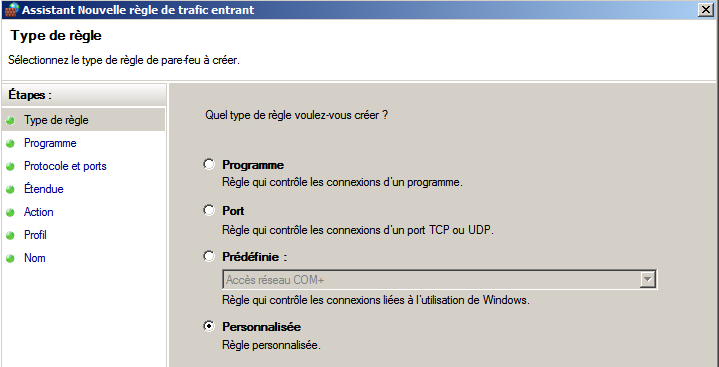 Assistant Nouvelle règle de trafic entrant
Type de règle
Sélectionnez le type de règle de pare-feu à créer.
Étapes :
Type de règle
Programme
Protocole et ports
Étendue
Action
Profil
Nom
Quel type de règle voulez-vous créer ?
Programme
Règle qui contrôle les connexions d'un programme.
Port
Règle qui contrôle les connexions d'un port TCP ou UDP.
Prédéfinie :
Accès réseau COM+
Règle qui contrôle les connexions liées à l'utilisation de Windows.
Personnalisée
Règle personnalisée.